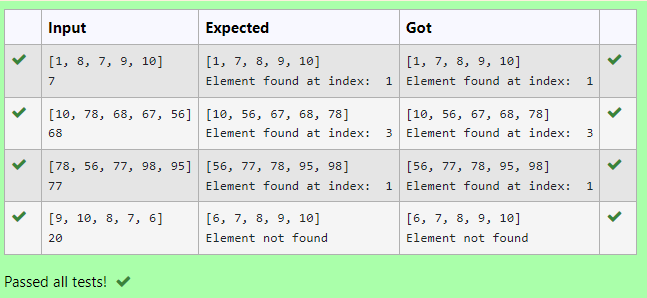 Input Expected Got
[1, 8, 7, 9, 10] [1, 7, 8, 9, 10] [1, 7, 8, 9, 10]
7 Element found at index:  1 Element found at index:  1
[10, 78, 68, 67, 56] [10, 56, 67, 68, 78] [10, 56, 67, 68, 78]
68 Element found at index:  3 Element found at index:  3
[78, 56, 77, 98, 95] [56, 77, 78, 95, 98] [56, 77, 78, 95, 98]
77 Element found at index:  1 Element found at index:  1
[9, 10, 8, 7, 6] [6, 7, 8, 9, 10] [6, 7, 8, 9, 10]
20 Element not found Element not found
Passed all tests!